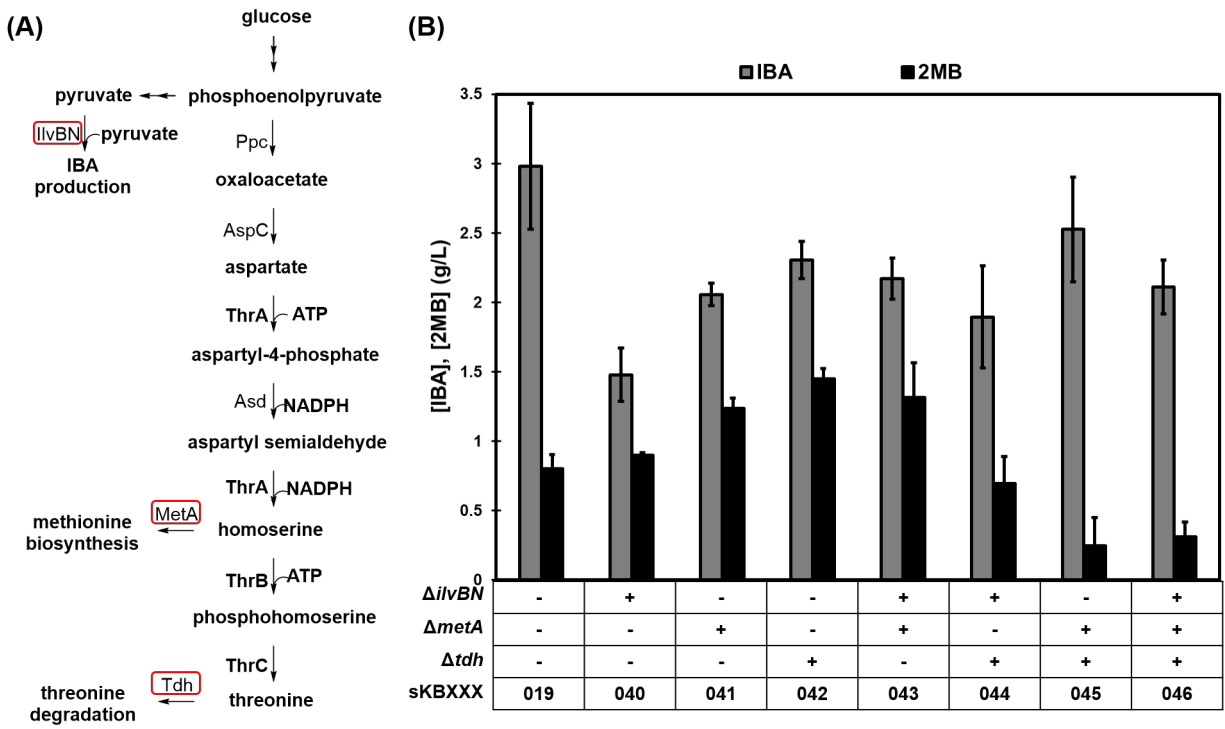 (A)
glucose
pyruvate
phosphoenolpyruvate
IlvBN
pyruvate
Ppc
IBA
production
oxaloacetate
AspC
aspartate
ThrA
ATP
aspartyl-4-phosphate
Asd
NADPH
aspartyl semialdehyde
ThrA
NADPH
MetA
methionine
biosynthesis
homoserine
ThrB
ATP
phosphohomoserine
ThrC
Tdh
threonine
degradation
threonine
(B)
IBA 2MB
[IBA], [2MB] (g/L)
3.5
3
2.5
2
1.5
1
0.5
0
ΔilvBN - + - - + + - +
ΔmetA - - + - + - + +
Δtdh - - - + - + + +
sKBXXX 019 040 041 042 043 044 045 046